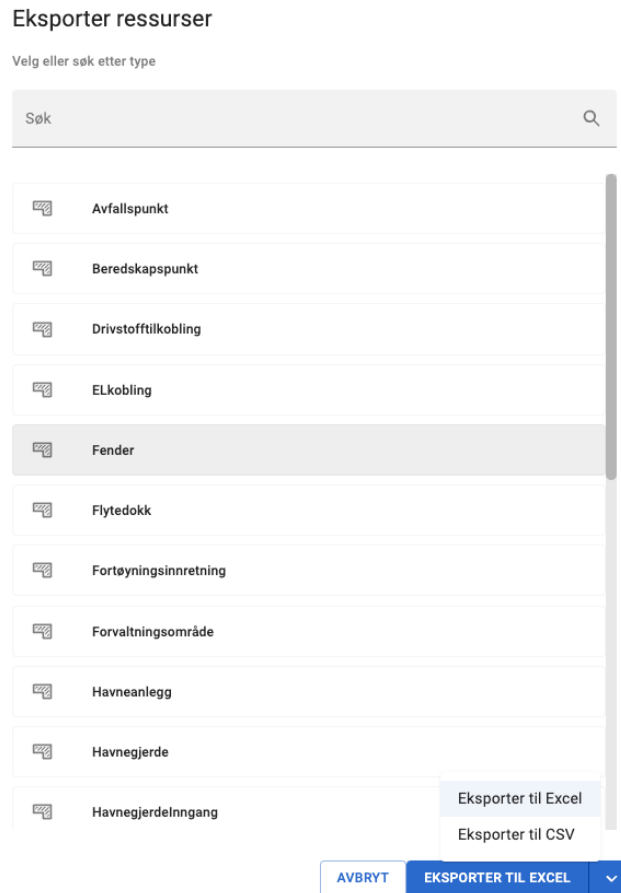 Eksporter ressurser
Velg eller søk etter type
Søk
Avfallspunkt
Beredskapspunkt
Drivstofftilkobling
ELkobling
Fender
Flytedokk
Fortøyningsinnretning
Forvaltningsområde
Havneanlegg
Havnegjerde
HavnegjerdeInngang
Eksporter til Excel
Eksporter til CSV
AVBRYT
EKSPORTER TIL EXCEL